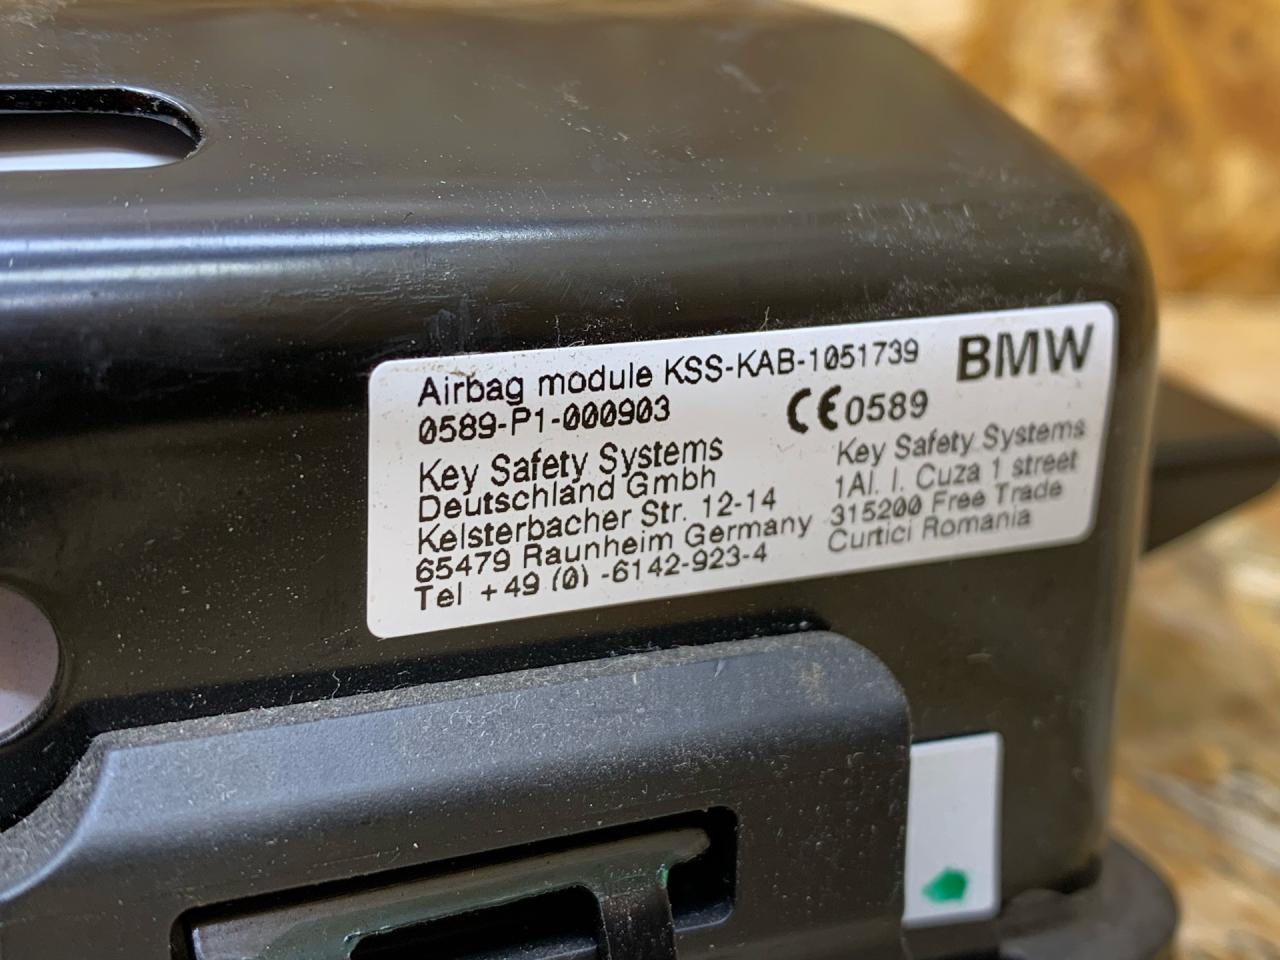 Airbag module KSS-KAB-1051739 BMW
0589-P1-000903 CE0589
Key Safety Systems
Deutschland Gmbh
Kelsterbacher Str. 12-14
65479 Raunheim Germany
Tel +49 (0) -6142-923-4
Key Safety Systems
1Al. I. Cuza 1 street
315200 Free Trade
Curtici Romania